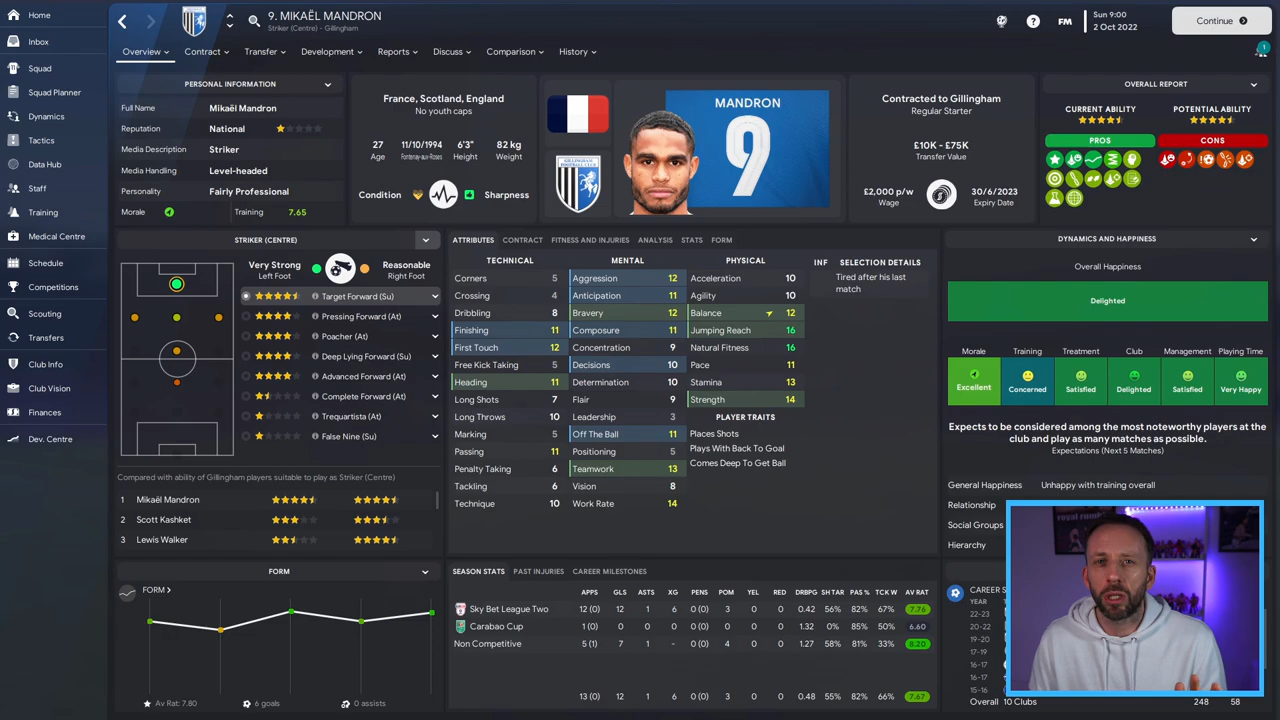 Home
Inbox
Squad
Squad Planner
Dynamics
Tactics
Data Hub
Staff
Training
Medical Centre
Schedule
Competitions
Scouting
Transfers
Club Info
Club Vision
Finances
Dev. Centre
9. MIKAËL MANDRON
Striker (Centre) - Gillingham
FM
Sun 9:00
2 Oct 2022
Continue
1
Overview
Contract
Transfer
Development
Reports
Discuss
Comparison
History
PERSONAL INFORMATION
Full Name Mikaël Mandron
Reputation National
Media Description Striker
Media Handling Level-headed
Personality Fairly Professional
Morale Training 7.65
France, Scotland, England
No youth caps
27 11/10/1994 6'3" 82 kg
Age Fontenay-aux-Roses Height Weight
Condition Sharpness
MANDRON
9
Contracted to Gillingham
Regular Starter
£10K - £75K
Transfer Value
£2,000 p/w 30/6/2023
Wage Expiry Date
OVERALL REPORT
CURRENT ABILITY POTENTIAL ABILITY
PROS CONS
STRIKER (CENTRE)
Very Strong Reasonable
Left Foot Right Foot
Target Forward (Su)
Pressing Forward (At)
Poacher (At)
Deep Lying Forward (Su)
Advanced Forward (At)
Complete Forward (At)
Trequartista (At)
False Nine (Su)
Compared with ability of Gillingham players suitable to play as Striker (Centre)
1 Mikaël Mandron
2 Scott Kashket
3 Lewis Walker
ATTRIBUTES CONTRACT FITNESS AND INJURIES ANALYSIS STATS FORM
TECHNICAL MENTAL PHYSICAL
Corners 5 Aggression 12 Acceleration 10
Crossing 4 Anticipation 11 Agility 10
Dribbling 8 Bravery 12 Balance 12
Finishing 11 Composure 11 Jumping Reach 16
First Touch 12 Concentration 9 Natural Fitness 16
Free Kick Taking 5 Decisions 10 Pace 11
Heading 11 Determination 10 Stamina 13
Long Shots 7 Flair 9 Strength 14
Long Throws 10 Leadership 3 PLAYER TRAITS
Marking 5 Off The Ball 11 Places Shots
Passing 11 Positioning 5 Plays With Back To Goal
Penalty Taking 6 Teamwork 13 Comes Deep To Get Ball
Tackling 6 Vision 8
Technique 10 Work Rate 14
INF SELECTION DETAILS
Tired after his last
match
DYNAMICS AND HAPPINESS
Overall Happiness
Delighted
Morale Training Treatment Club Management Playing Time
Excellent Concerned Satisfied Delighted Satisfied Very Happy
Expects to be considered among the most noteworthy players at the
club and play as many matches as possible.
Expectations (Next 5 Matches)
General Happiness Unhappy with training overall
Relationship
Social Groups
Hierarchy
FORM
FORM
Av Rat: 7.80 6 goals 0 assists
SEASON STATS PAST INJURIES CAREER MILESTONES
APPS GLS ASTS XG PENS POM YEL RED DRBG SH TAR PAS % TCK W AV RAT
Sky Bet League Two 12 (0) 12 1 6 0 (0) 3 0 0 0.42 56% 82% 67% 7.76
Carabao Cup 1 (0) 0 0 0 0 (0) 0 0 0 1.32 0% 85% 50% 6.60
Non Competitive 5 (1) 7 1 - 0 (0) 4 0 0 1.27 58% 81% 33% 8.20
13 (0) 12 1 6 0 (0) 3 0 0 0.48 55% 82% 66% 7.67
CAREER S
YEAR
22-23
20-22
19-20
17-19
16-17
16-17
15-16
Overall 10 Clubs 248 58